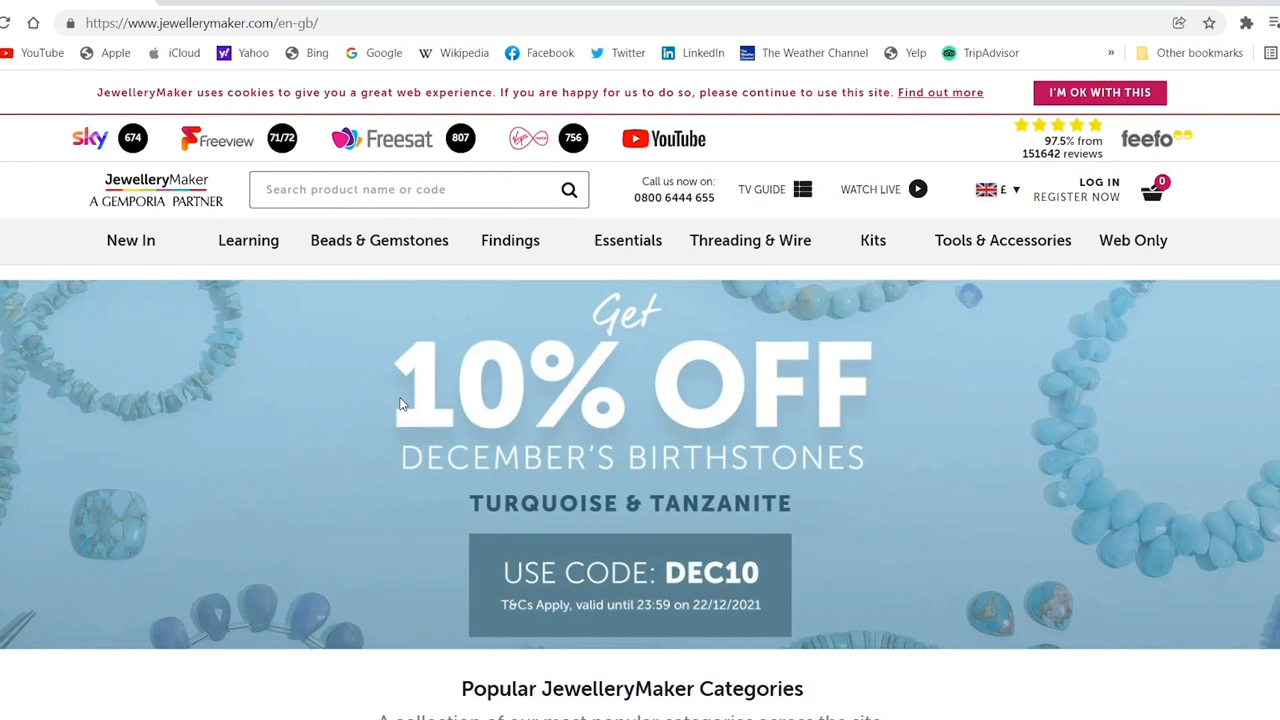 https://www.jewellerymaker.com/en-gb/
YouTube Apple iCloud Yahoo Bing Google Wikipedia Facebook Twitter LinkedIn The Weather Channel Yelp TripAdvisor » Other bookmarks
JewelleryMaker uses cookies to give you a great web experience. If you are happy for us to do so, please continue to use this site. Find out more
I'M OK WITH THIS
sky 674 Freeview 71/72 Freesat 807 Virgin media 756 YouTube
97.5% from
151642 reviews
feefo
JewelleryMaker
A GEMPORIA PARTNER
Search product name or code
Call us now on:
0800 6444 655
TV GUIDE
WATCH LIVE
£
LOG IN
REGISTER NOW
0
New In Learning Beads & Gemstones Findings Essentials Threading & Wire Kits Tools & Accessories Web Only
Get
10% OFF
DECEMBER'S BIRTHSTONES
TURQUOISE & TANZANITE
USE CODE: DEC10
T&Cs Apply, valid until 23:59 on 22/12/2021
Popular JewelleryMaker Categories
A collection of our most popular categories across the site